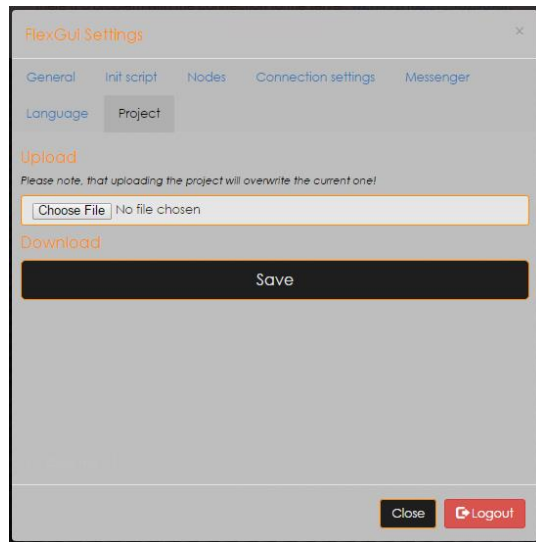 FlexGui Settings ×
General Init script Nodes Connection settings Messenger
Language Project
Upload
Please note, that uploading the project will overwrite the current one!
Choose File No file chosen
Download
Save
Close Logout